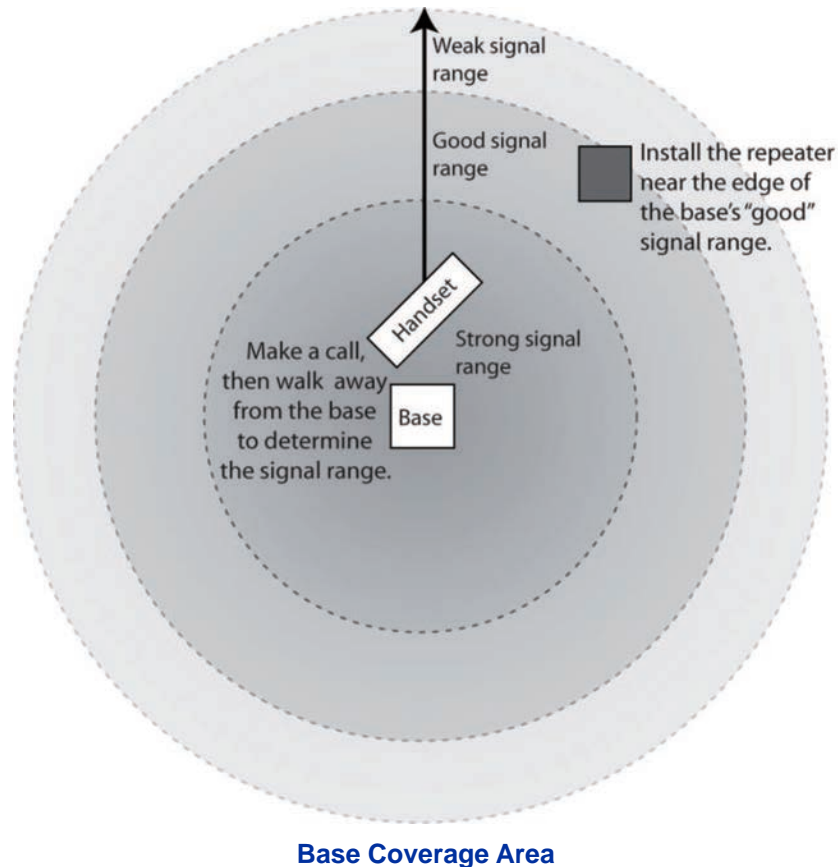 Weak signal
range
Good signal
range
Install the repeater
near the edge of
the base's "good"
signal range.
Handset
Strong signal
range
Make a call,
then walk away
from the base
to determine
the signal range.
Base
Base Coverage Area